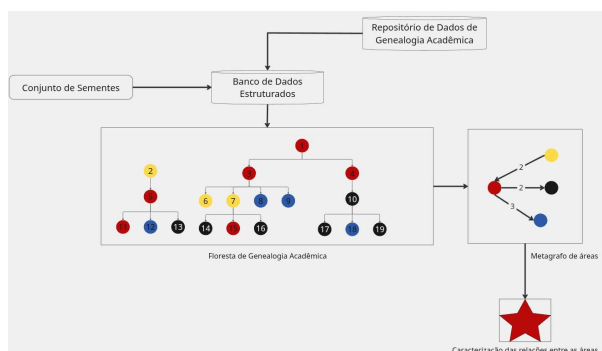 Repositório de Dados de
Genealogia Acadêmica
Conjunto de Sementes
Banco de Dados
Estruturados
1
2
3
4
5
6
7
8
9
10
11
12
13
14
15
16
17
18
19
2
2
3
Floresta de Genealogia Acadêmica
Metagrafo de áreas
Caracterização das relações entre as áreas